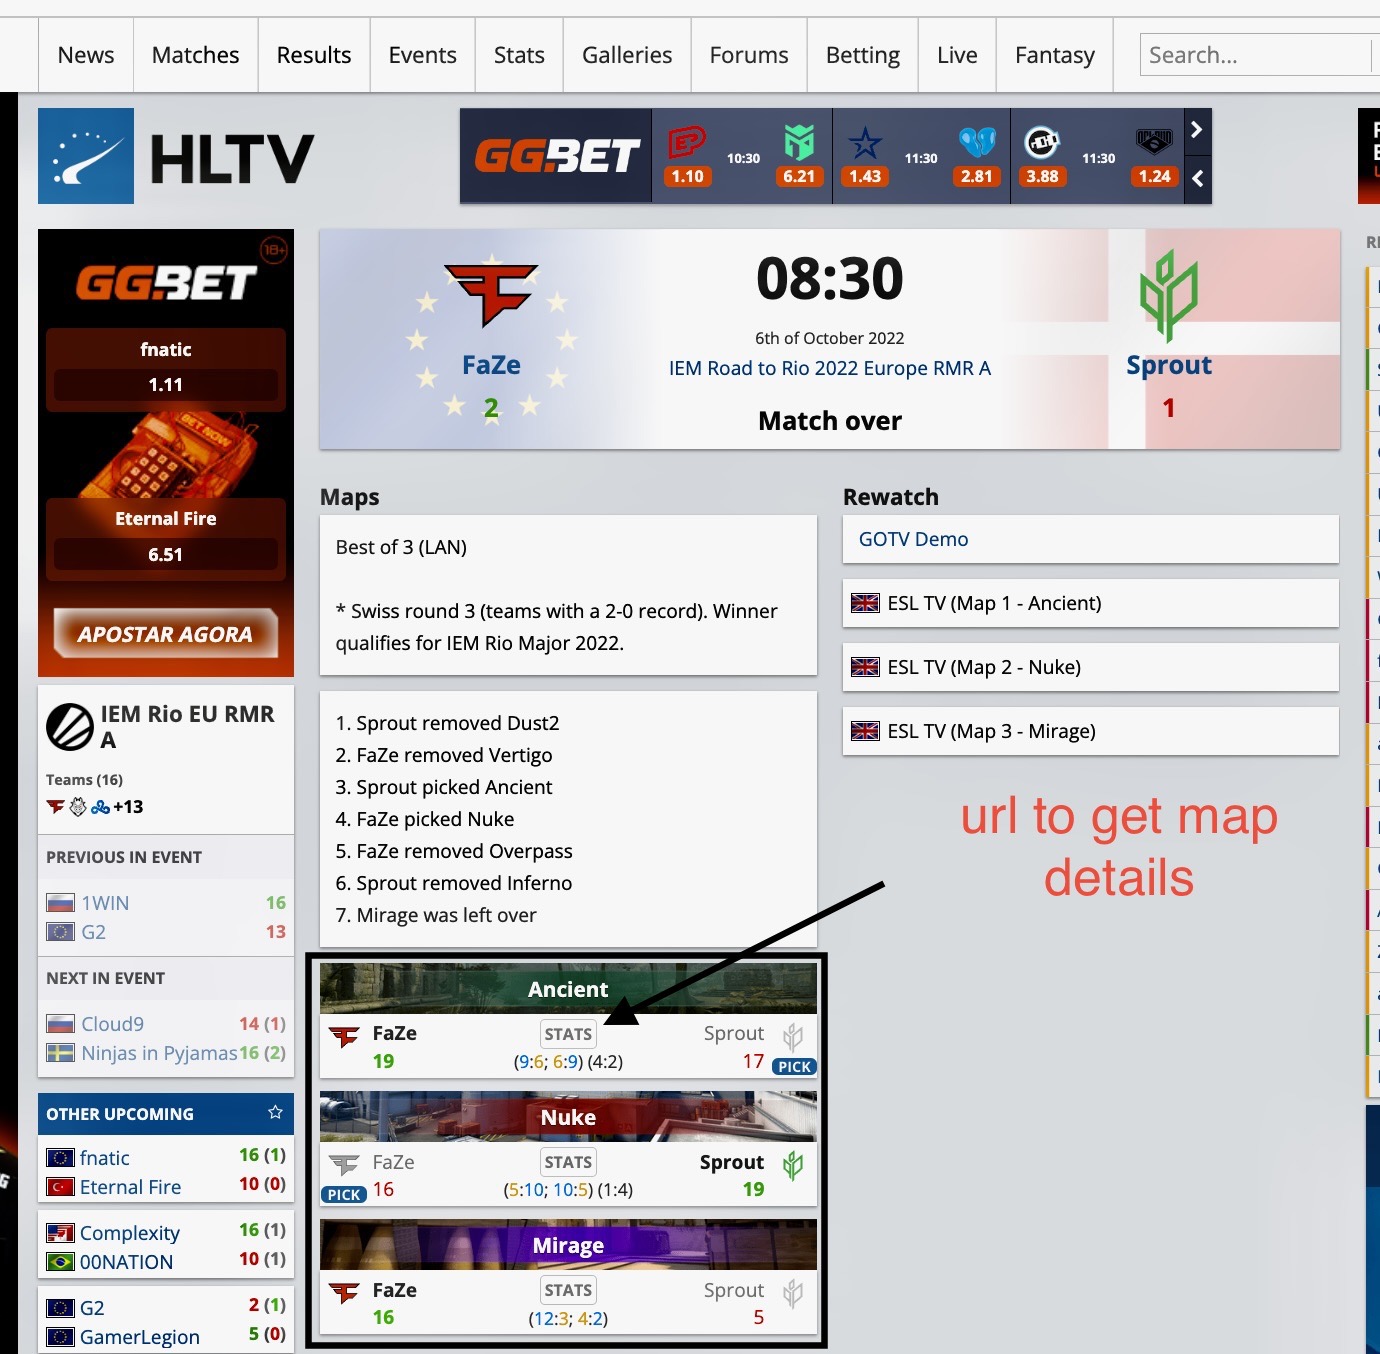 News Matches Results Events Stats Galleries Forums Betting Live Fantasy Search...
HLTV
GG.BET
10:30
1.10 6.21
11:30
1.43 2.81
11:30
3.88 1.24
18+
GG.BET
fnatic
1.11
BET NOW
Eternal Fire
6.51
APOSTAR AGORA
08:30
6th of October 2022
IEM Road to Rio 2022 Europe RMR A
Match over
FaZe
2
Sprout
1
IEM Rio EU RMR
A
Teams (16)
+13
PREVIOUS IN EVENT
1WIN 16
G2 13
NEXT IN EVENT
Cloud9 14 (1)
Ninjas in Pyjamas 16 (2)
OTHER UPCOMING
fnatic 16 (1)
Eternal Fire 10 (0)
Complexity 16 (1)
00NATION 10 (1)
G2 2 (1)
GamerLegion 5 (0)
Maps
Best of 3 (LAN)
* Swiss round 3 (teams with a 2-0 record). Winner
qualifies for IEM Rio Major 2022.
1. Sprout removed Dust2
2. FaZe removed Vertigo
3. Sprout picked Ancient
4. FaZe picked Nuke
5. FaZe removed Overpass
6. Sprout removed Inferno
7. Mirage was left over
Ancient
FaZe STATS Sprout
19 (9:6; 6:9) (4:2) 17 PICK
Nuke
FaZe STATS Sprout
PICK 16 (5:10; 10:5) (1:4) 19
Mirage
FaZe STATS Sprout
16 (12:3; 4:2) 5
Rewatch
GOTV Demo
ESL TV (Map 1 - Ancient)
ESL TV (Map 2 - Nuke)
ESL TV (Map 3 - Mirage)
url to get map
details